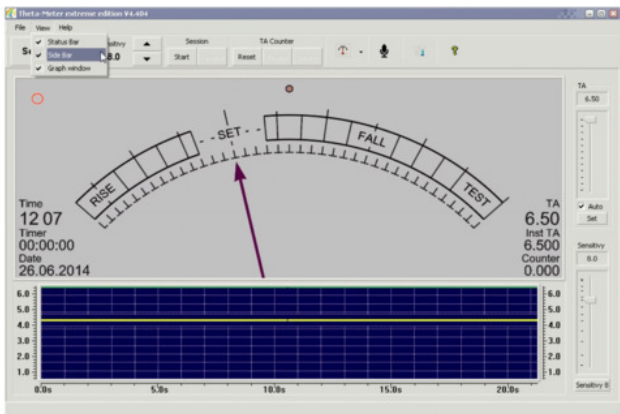 Theta-Meter extreme edition V4.404
File View Help
Status Bar
Side Bar
Graph window
8.0
Session
Start
TA Counter
Reset
TA
6.50
Auto
Set
Sensitivy
8.0
Sensitivy B
RISE
SET
FALL
TEST
Time
12 07
Timer
00:00:00
Date
26.06.2014
TA
6.50
Inst TA
6.500
Counter
0.000
6.0
5.0
4.0
3.0
2.0
1.0
6.0
5.0
4.0
3.0
2.0
1.0
0.0s 5.0s 10.0s 15.0s 20.0s